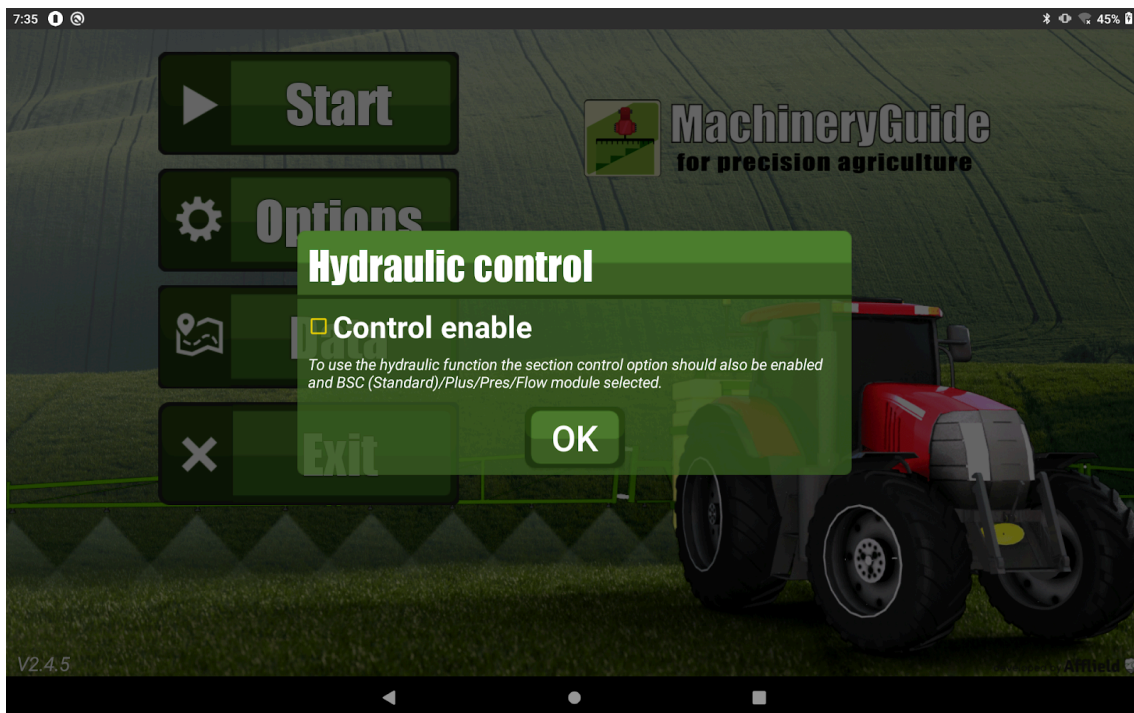 7:35
45%
Start
MachineryGuide
for precision agriculture
Options
Hydraulic control
Control enable
To use the hydraulic function the section control option should also be enabled
and BSC (Standard)/Plus/Pres/Flow module selected.
Data
OK
Exit
V2.4.5
Afflield